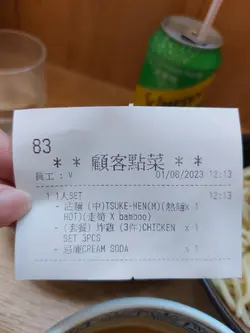 Schweppes
83
* * 顧客點菜 * *
員工 : V 01/08/2023 12:13
1 1人SET 12:13
- 沾麵 (中)TSUKE-MEN(M)(熱麵x 1
HOT)(走筍 X bamboo)
- (套餐) 炸雞 (3件)CHICKEN x 1
SET 3PCS
- 忌廉CREAM SODA x 1